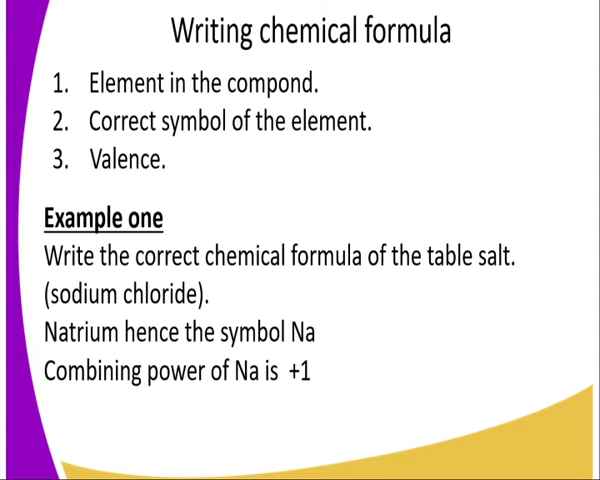 Writing chemical formula
1. Element in the compond.
2. Correct symbol of the element.
3. Valence.
Example one
Write the correct chemical formula of the table salt.
(sodium chloride).
Natrium hence the symbol Na
Combining power of Na is +1